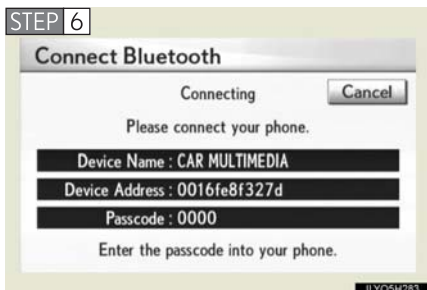 STEP 6
Connect Bluetooth
Connecting
Cancel
Please connect your phone.
Device Name : CAR MULTIMEDIA
Device Address : 0016fe8f327d
Passcode : 0000
Enter the passcode into your phone.